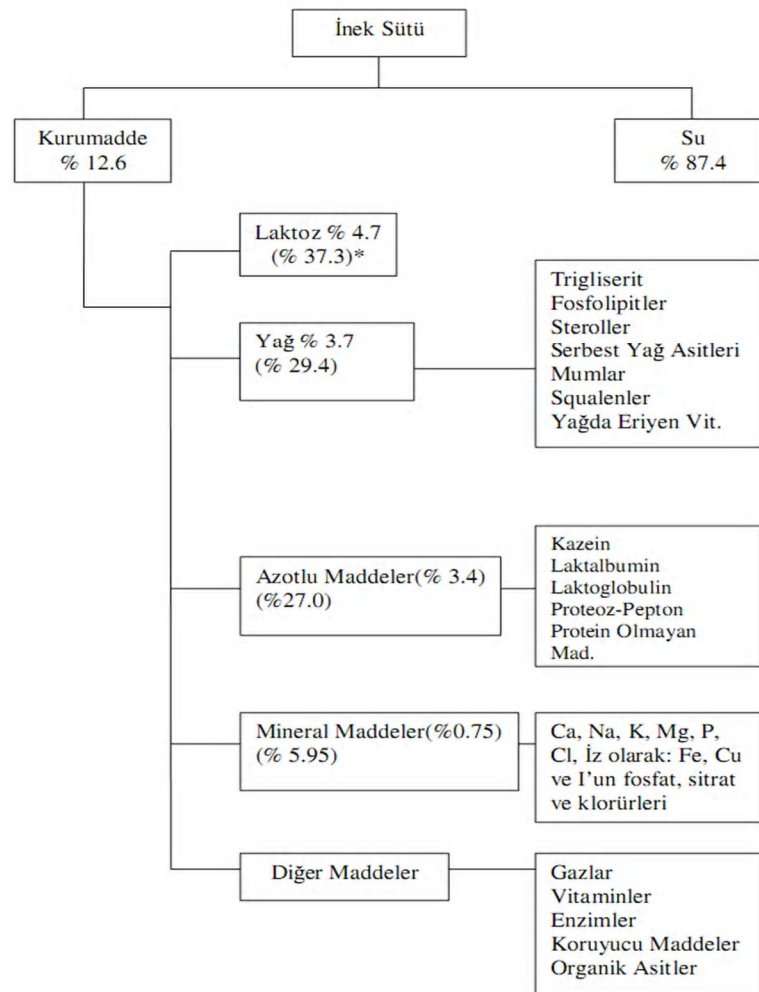 İnek Sütü
Kurumadde
% 12.6
Su
% 87.4
Laktoz % 4.7
(% 37.3)*
Yağ % 3.7
(% 29.4)
Trigliserit
Fosfolipitler
Steroller
Serbest Yağ Asitleri
Mumlar
Squalenler
Yağda Eriyen Vit.
Azotlu Maddeler(% 3.4)
(%27.0)
Kazein
Laktalbumin
Laktoglobulin
Proteoz-Pepton
Protein Olmayan
Mad.
Mineral Maddeler(%0.75)
(% 5.95)
Ca, Na, K, Mg, P,
Cl, İz olarak: Fe, Cu
ve I’un fosfat, sitrat
ve klorürleri
Diğer Maddeler
Gazlar
Vitaminler
Enzimler
Koruyucu Maddeler
Organik Asitler